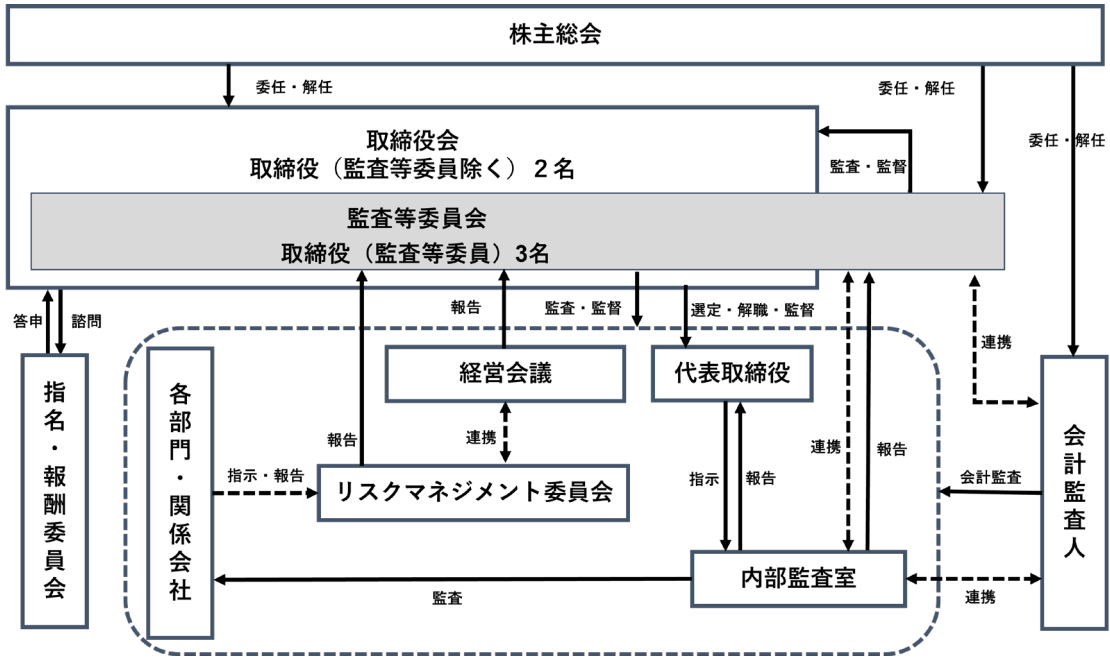 株主総会
委任・解任
委任・解任
委任・解任
取締役会
取締役（監査等委員除く）２名
監査・監督
監査等委員会
取締役（監査等委員）3名
答申
諮問
報告
監査・監督
選定・解職・監督
連携
経営会議
代表取締役
指名・報酬委員会
各部門・関係会社
報告
連携
指示・報告
リスクマネジメント委員会
指示
報告
連携
報告
会計監査
会計監査人
内部監査室
監査
連携